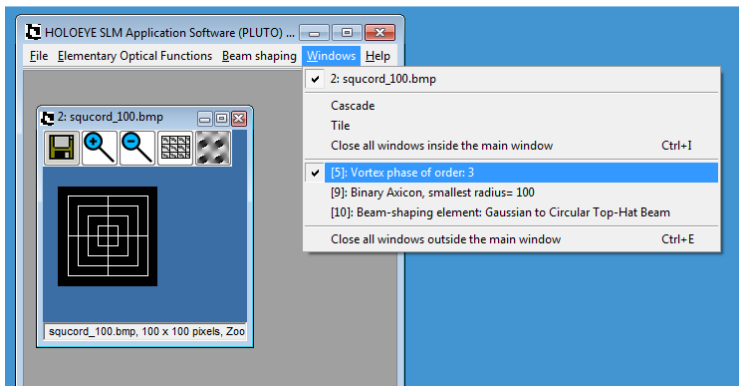 HOLOEYE SLM Application Software (PLUTO) ...
File Elementary Optical Functions Beam shaping Windows Help
2: squcord_100.bmp
Cascade
Tile
Close all windows inside the main window Ctrl+I
[5]: Vortex phase of order: 3
[9]: Binary Axicon, smallest radius= 100
[10]: Beam-shaping element: Gaussian to Circular Top-Hat Beam
Close all windows outside the main window Ctrl+E
2: squcord_100.bmp
squcord_100.bmp, 100 x 100 pixels, Zoo